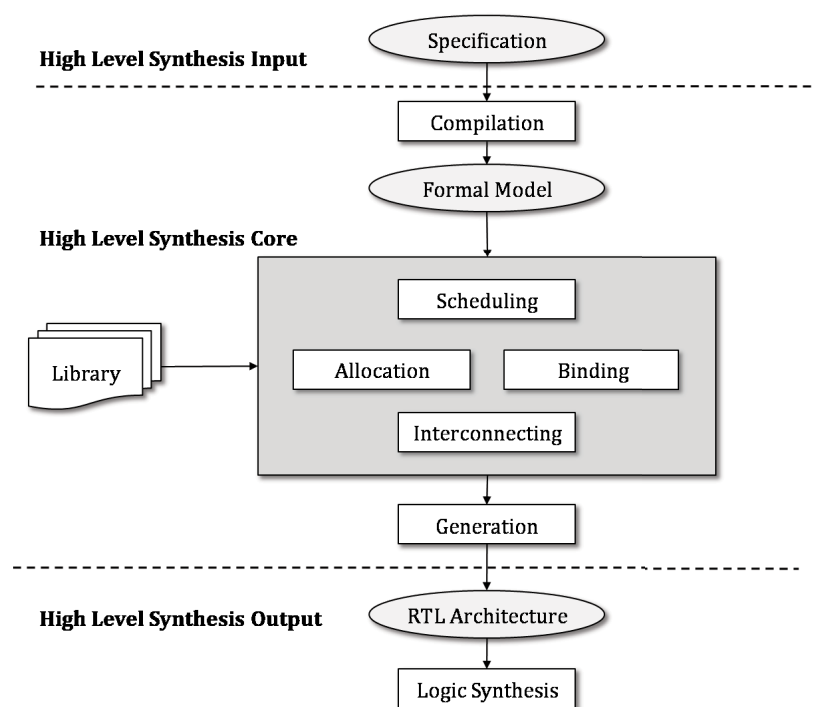 Specification
High Level Synthesis Input
Compilation
Formal Model
High Level Synthesis Core
Scheduling
Library
Allocation
Binding
Interconnecting
Generation
High Level Synthesis Output
RTL Architecture
Logic Synthesis